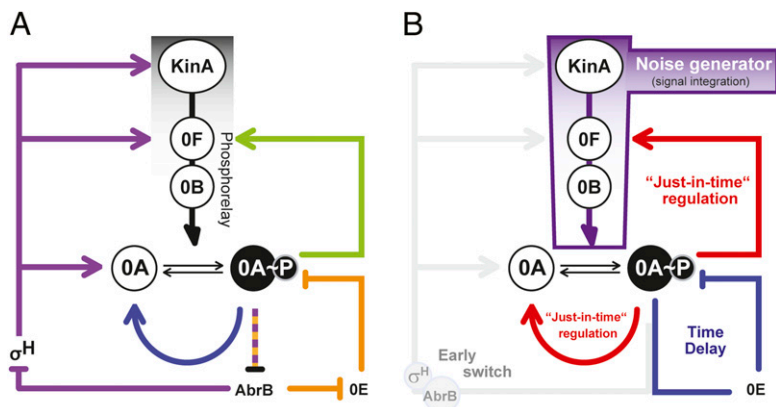 A
KinA
0F
0B
Phosphorelay
0A
0A~P
σH
AbrB
0E
B
KinA
Noise generator
(signal integration)
0F
0B
“Just-in-time“
regulation
0A
0A~P
“Just-in-time“
regulation
Time
Delay
Early
switch
σH
AbrB
0E